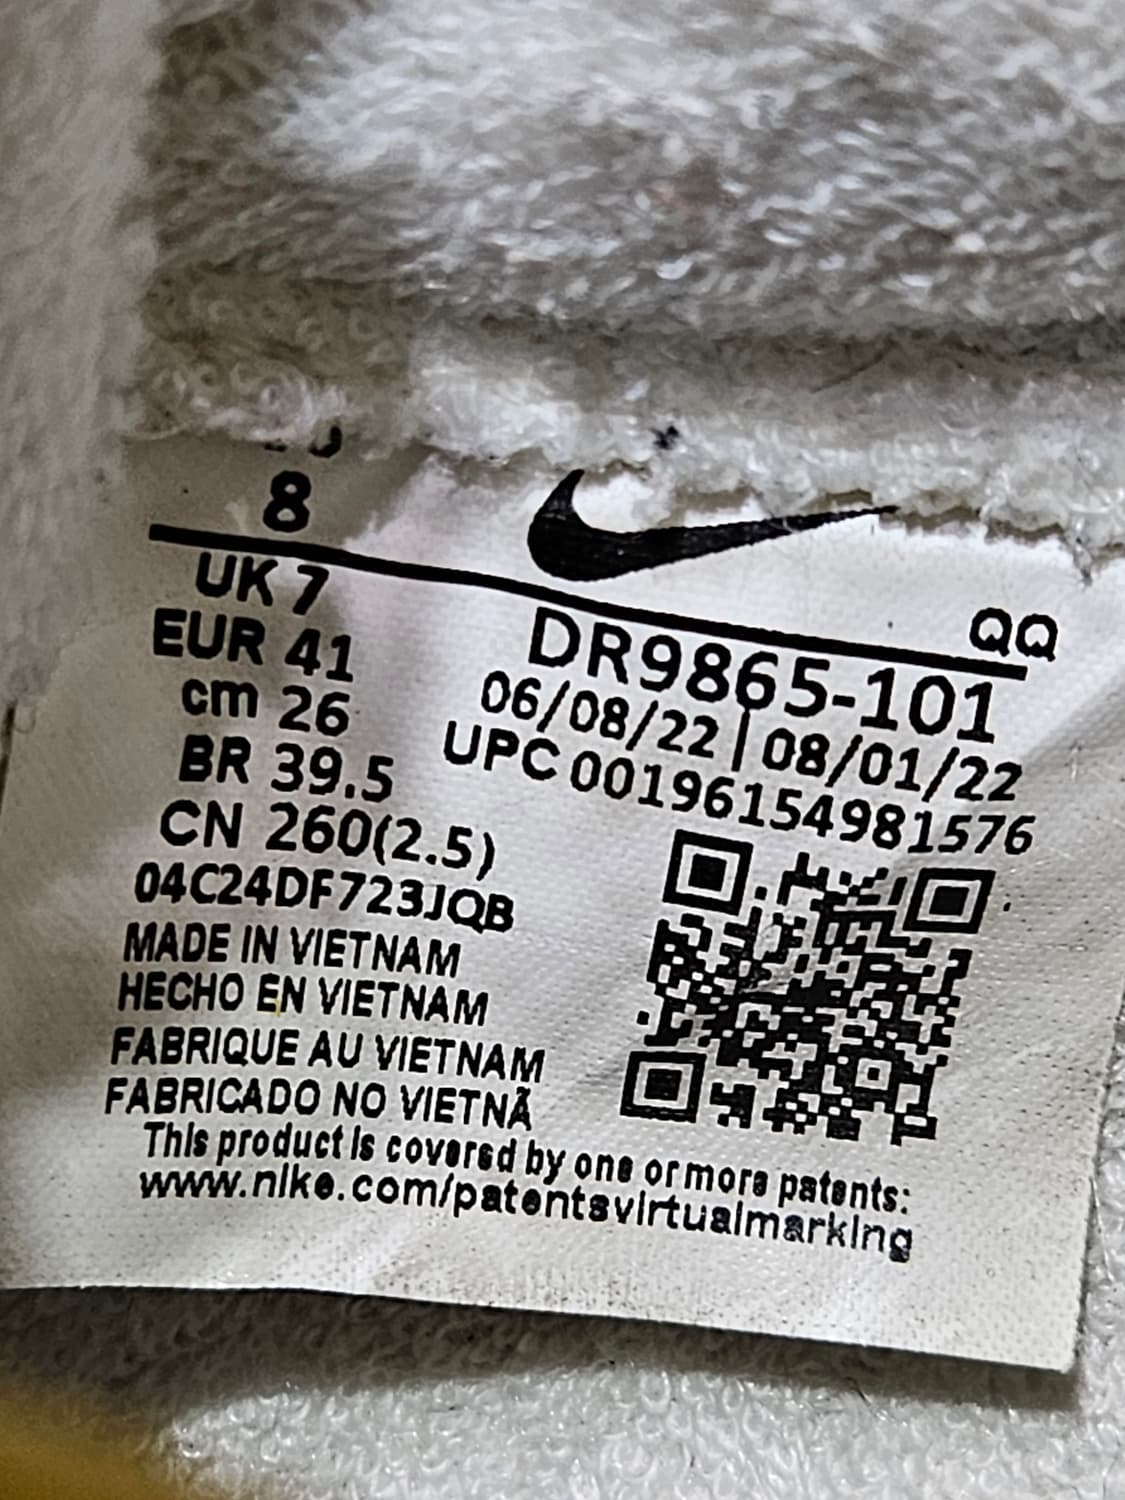 8
UK 7
EUR 41
cm 26
BR 39.5
CN 260(2.5)
04C24DF723JQB
MADE IN VIETNAM
HECHO EN VIETNAM
FABRIQUE AU VIETNAM
FABRICADO NO VIETNÃ
QQ
DR9865-101
06/08/22 | 08/01/22
UPC 00196154981576
This product is covered by one or more patents:
www.nike.com/patentsvirtualmarking